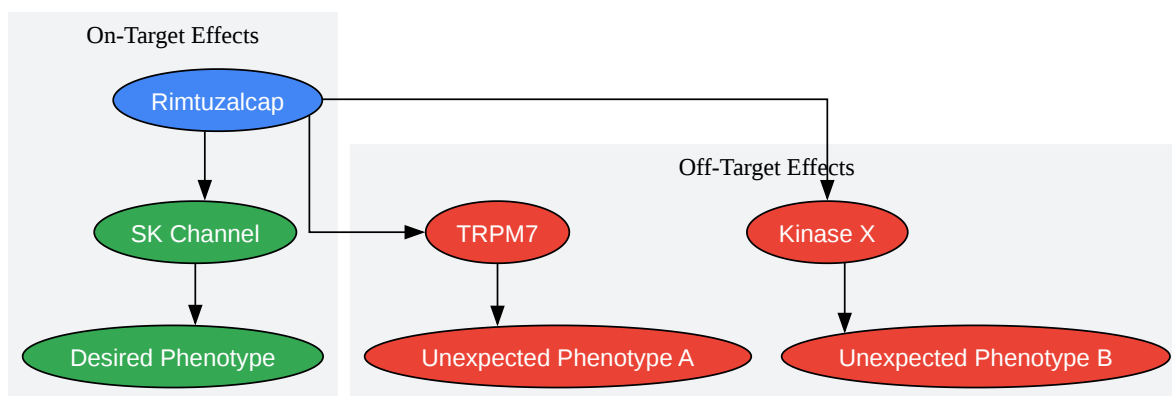 On-Target Effects
Rimtuzalcap
Off-Target Effects
SK Channel
TRPM7
Kinase X
Desired Phenotype
Unexpected Phenotype A
Unexpected Phenotype B